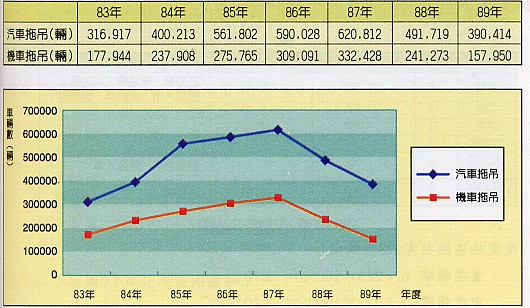 83年 84年 85年 86年 87年 88年 89年
汽車拖吊(輛) 316,917 400,213 561,802 590,028 620,812 491,719 390,414
機車拖吊(輛) 177,944 237,908 275,765 309,091 332,428 241,273 157,950
車輛數(輛)
700000
600000
500000
400000
300000
200000
100000
0
83年 84年 85年 86年 87年 88年 89年 年度
汽車拖吊
機車拖吊